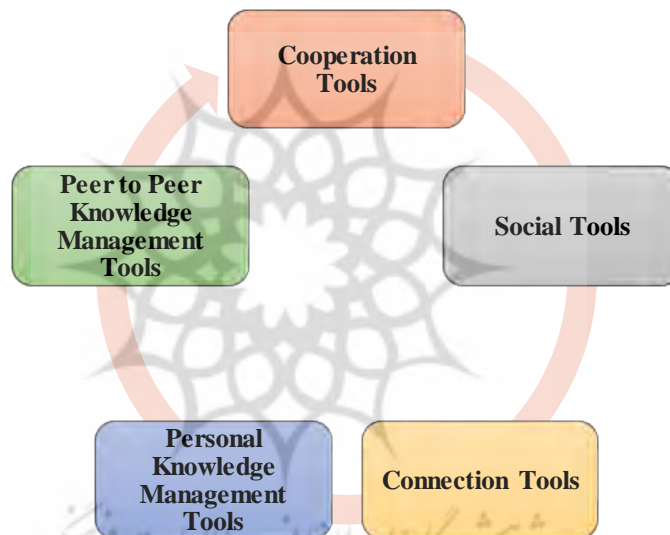 Cooperation
Tools
Peer to Peer
Knowledge
Management
Tools
Social Tools
Personal
Knowledge
Management
Tools
Connection Tools